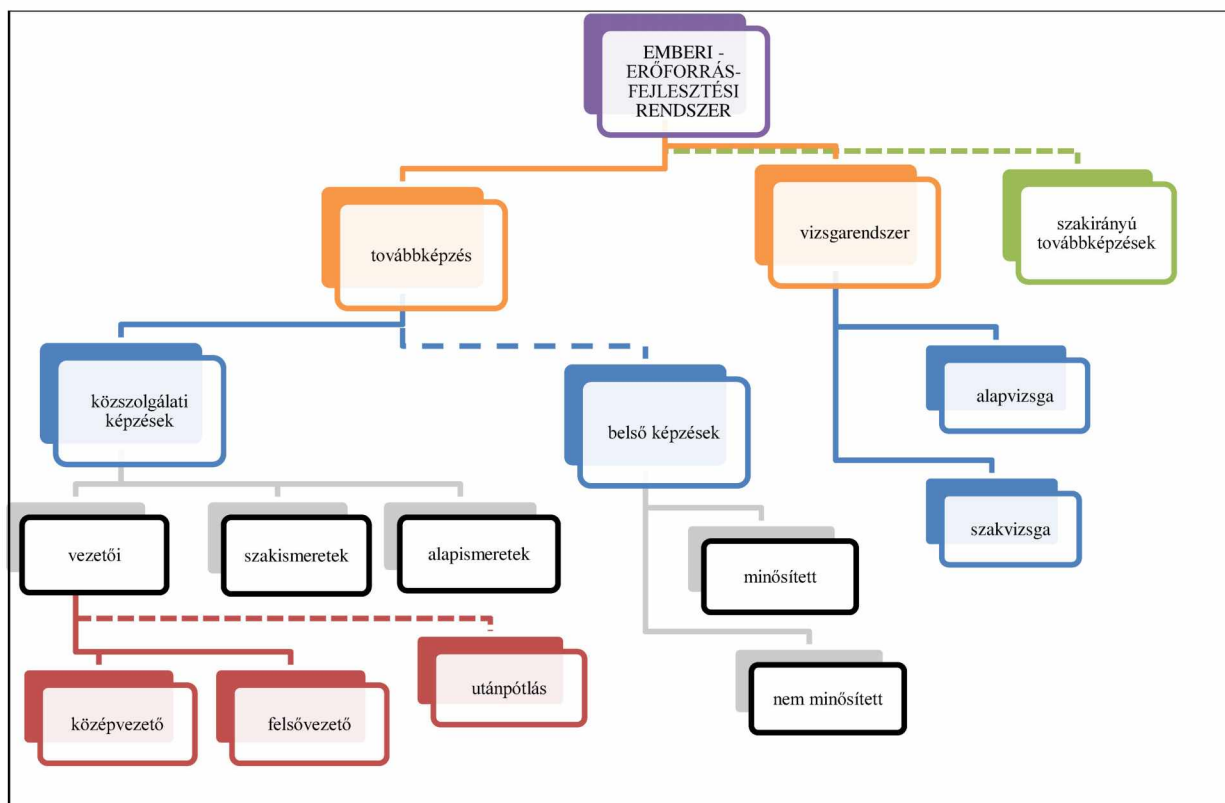 EMBERI -
ERŐFORRÁS-
FEJLESZTÉSI
RENDSZER
továbbképzés
vizsgarendszer
szakirányú
továbbképzések
közszolgálati
képzések
belső képzések
alapvizsga
szakvizsga
vezetői
szakismeretek
alapismeretek
minősített
nem minősített
középvezető
felsővezető
utánpótlás